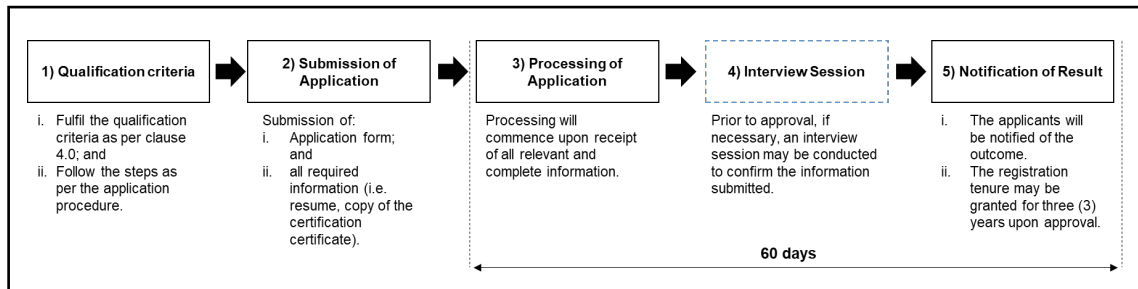 1) Qualification criteria
i. Fulfil the qualification
criteria as per clause
4.0; and
ii. Follow the steps as
per the application
procedure.
2) Submission of
Application
Submission of:
i. Application form;
and
ii. all required
information (i.e.
resume, copy of the
certification
certificate).
3) Processing of
Application
Processing will
commence upon receipt
of all relevant and
complete information.
4) Interview Session
Prior to approval, if
necessary, an interview
session may be conducted
to confirm the information
submitted.
5) Notification of Result
i. The applicants will
be notified of the
outcome.
ii. The registration
tenure may be
granted for three (3)
years upon approval.
60 days